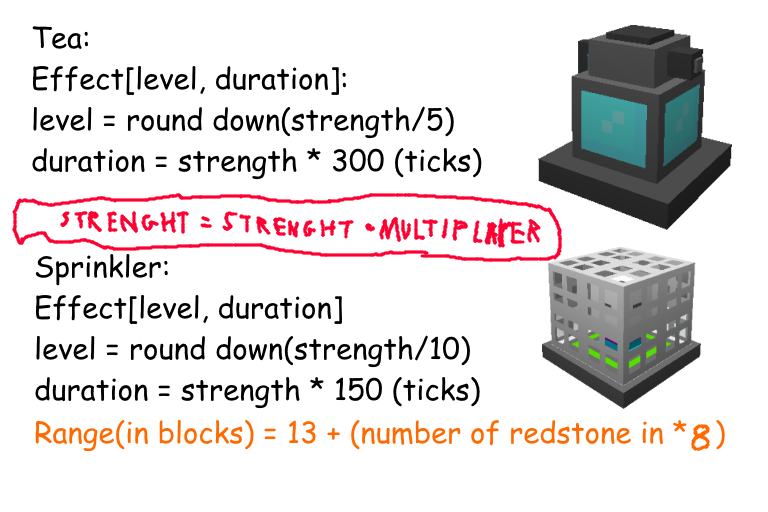 Tea:
Effect[level, duration]:
level = round down(strength/5)
duration = strength * 300 (ticks)
STRENGHT = STRENGHT • MULTIPLAYER
Sprinkler:
Effect[level, duration]
level = round down(strength/10)
duration = strength * 150 (ticks)
Range(in blocks) = 13 + (number of redstone in *8)